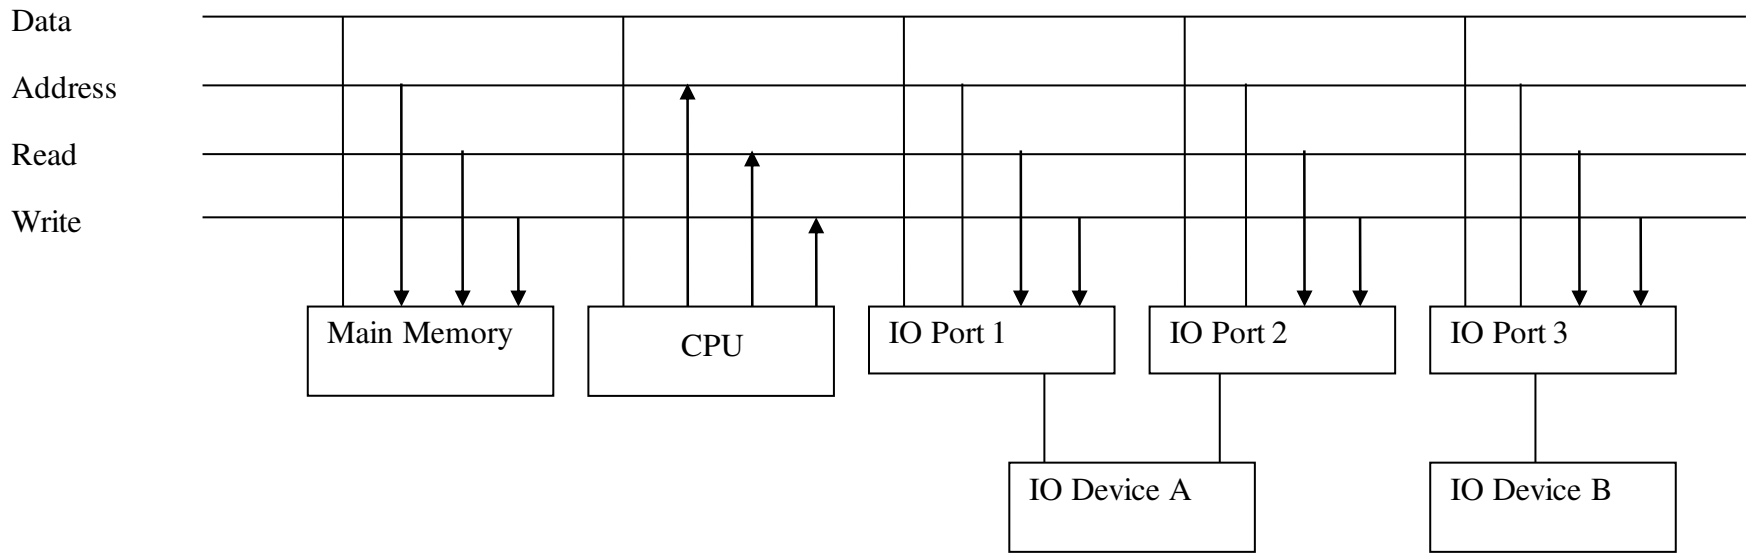 Data
Address
Read
Write
Main Memory
CPU
IO Port 1
IO Port 2
IO Port 3
IO Device A
IO Device B